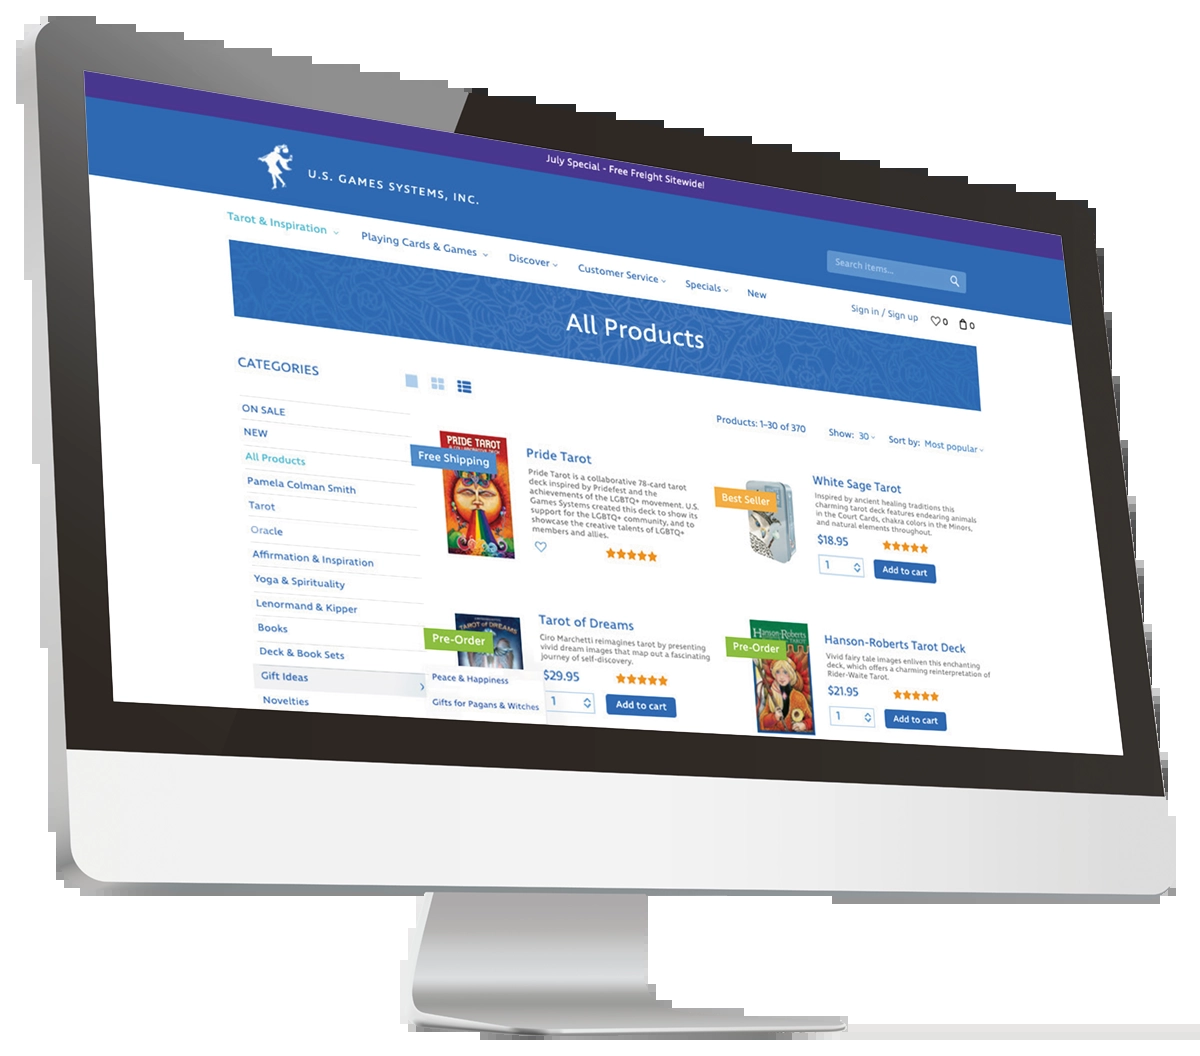 July Special - Free Freight Sitewide!
U.S. GAMES SYSTEMS, INC.
Search items...
Tarot & Inspiration
Playing Cards & Games
Discover
Customer Service
Specials
New
Sign in / Sign up
0
0
All Products
CATEGORIES
ON SALE
NEW
All Products
Pamela Colman Smith
Tarot
Oracle
Affirmation & Inspiration
Yoga & Spirituality
Lenormand & Kipper
Books
Deck & Book Sets
Gift Ideas
Novelties
Peace & Happiness
Gifts for Pagans & Witches
Products: 1-30 of 370
Show: 30
Sort by: Most popular
PRIDE TAROT
Free Shipping
Pride Tarot
Pride Tarot is a collaborative 78-card tarot
deck inspired by Pridefest and the
achievements of the LGBTQ+ movement. U.S.
Games Systems created this deck to show its
support for the LGBTQ+ community, and to
showcase the creative talents of LGBTQ+
members and allies.
Best Seller
White Sage Tarot
Inspired by ancient healing traditions this
charming tarot deck features endearing animals
in the Court Cards, chakra colors in the Minors,
and natural elements throughout.
$18.95
1
Add to cart
TAROT OF DREAMS
Pre-Order
Tarot of Dreams
Ciro Marchetti reimagines tarot by presenting
vivid dream images that map out a fascinating
journey of self-discovery.
$29.95
1
Add to cart
Hanson-Roberts
TAROT
Pre-Order
Hanson-Roberts Tarot Deck
Vivid fairy tale images enliven this enchanting
deck, which offers a charming reinterpretation of
Rider-Waite Tarot.
$21.95
1
Add to cart